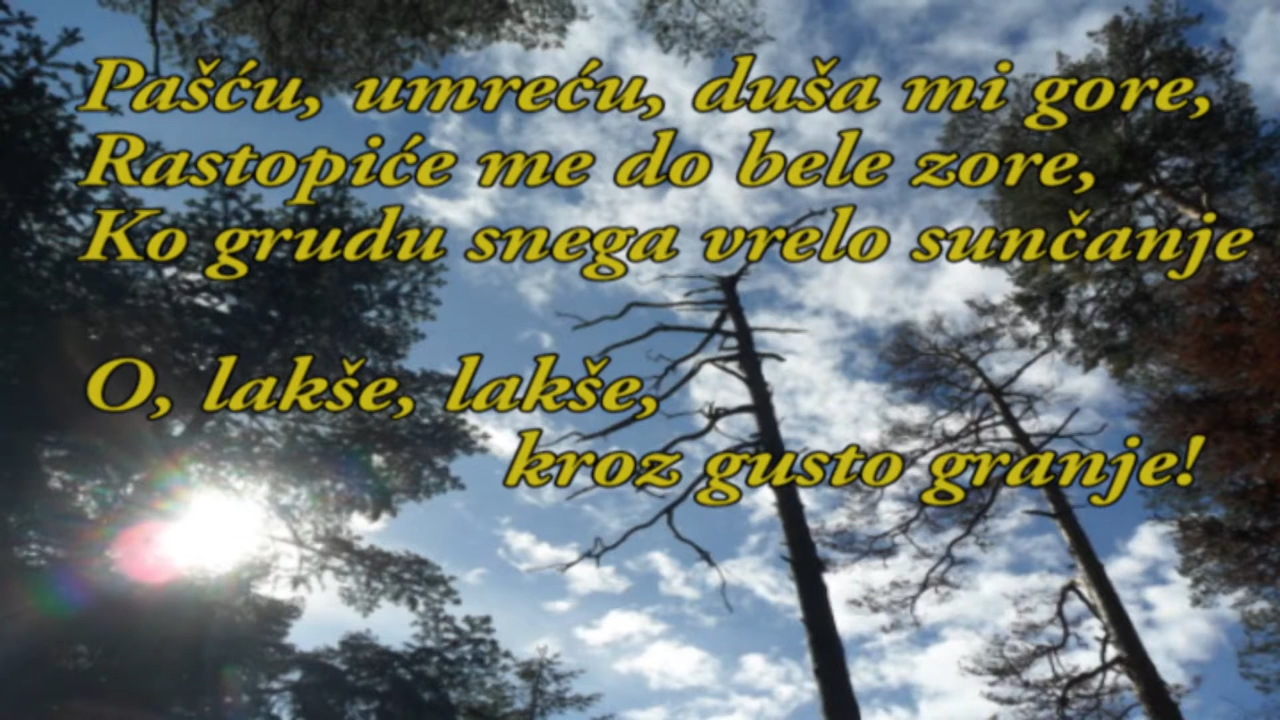 Pašću, umreću, duša mi gore,
Rastopiće me do bele zore,
Ko grudu snega vrelo sunčanje
O, lakše, lakše,
kroz gusto granje!